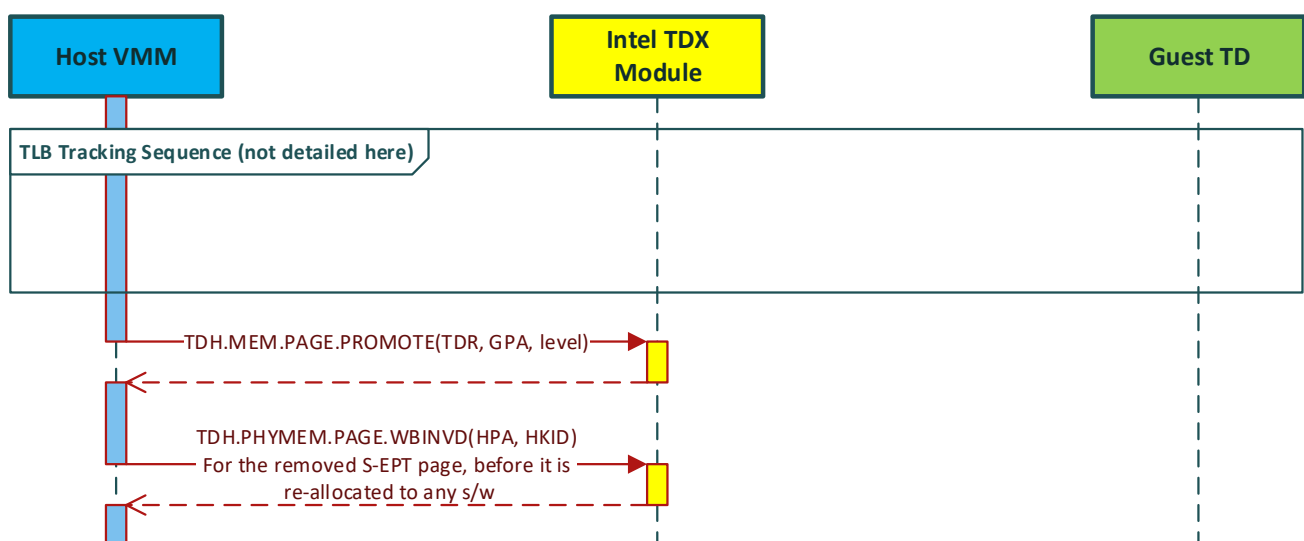 Host VMM
Intel TDX
Module
Guest TD
TLB Tracking Sequence (not detailed here)
TDH.MEM.PAGE.PROMOTE(TDR, GPA, level)
TDH.PHYMEM.PAGE.WBINVD(HPA, HKID)
For the removed S-EPT page, before it is
re-allocated to any s/w